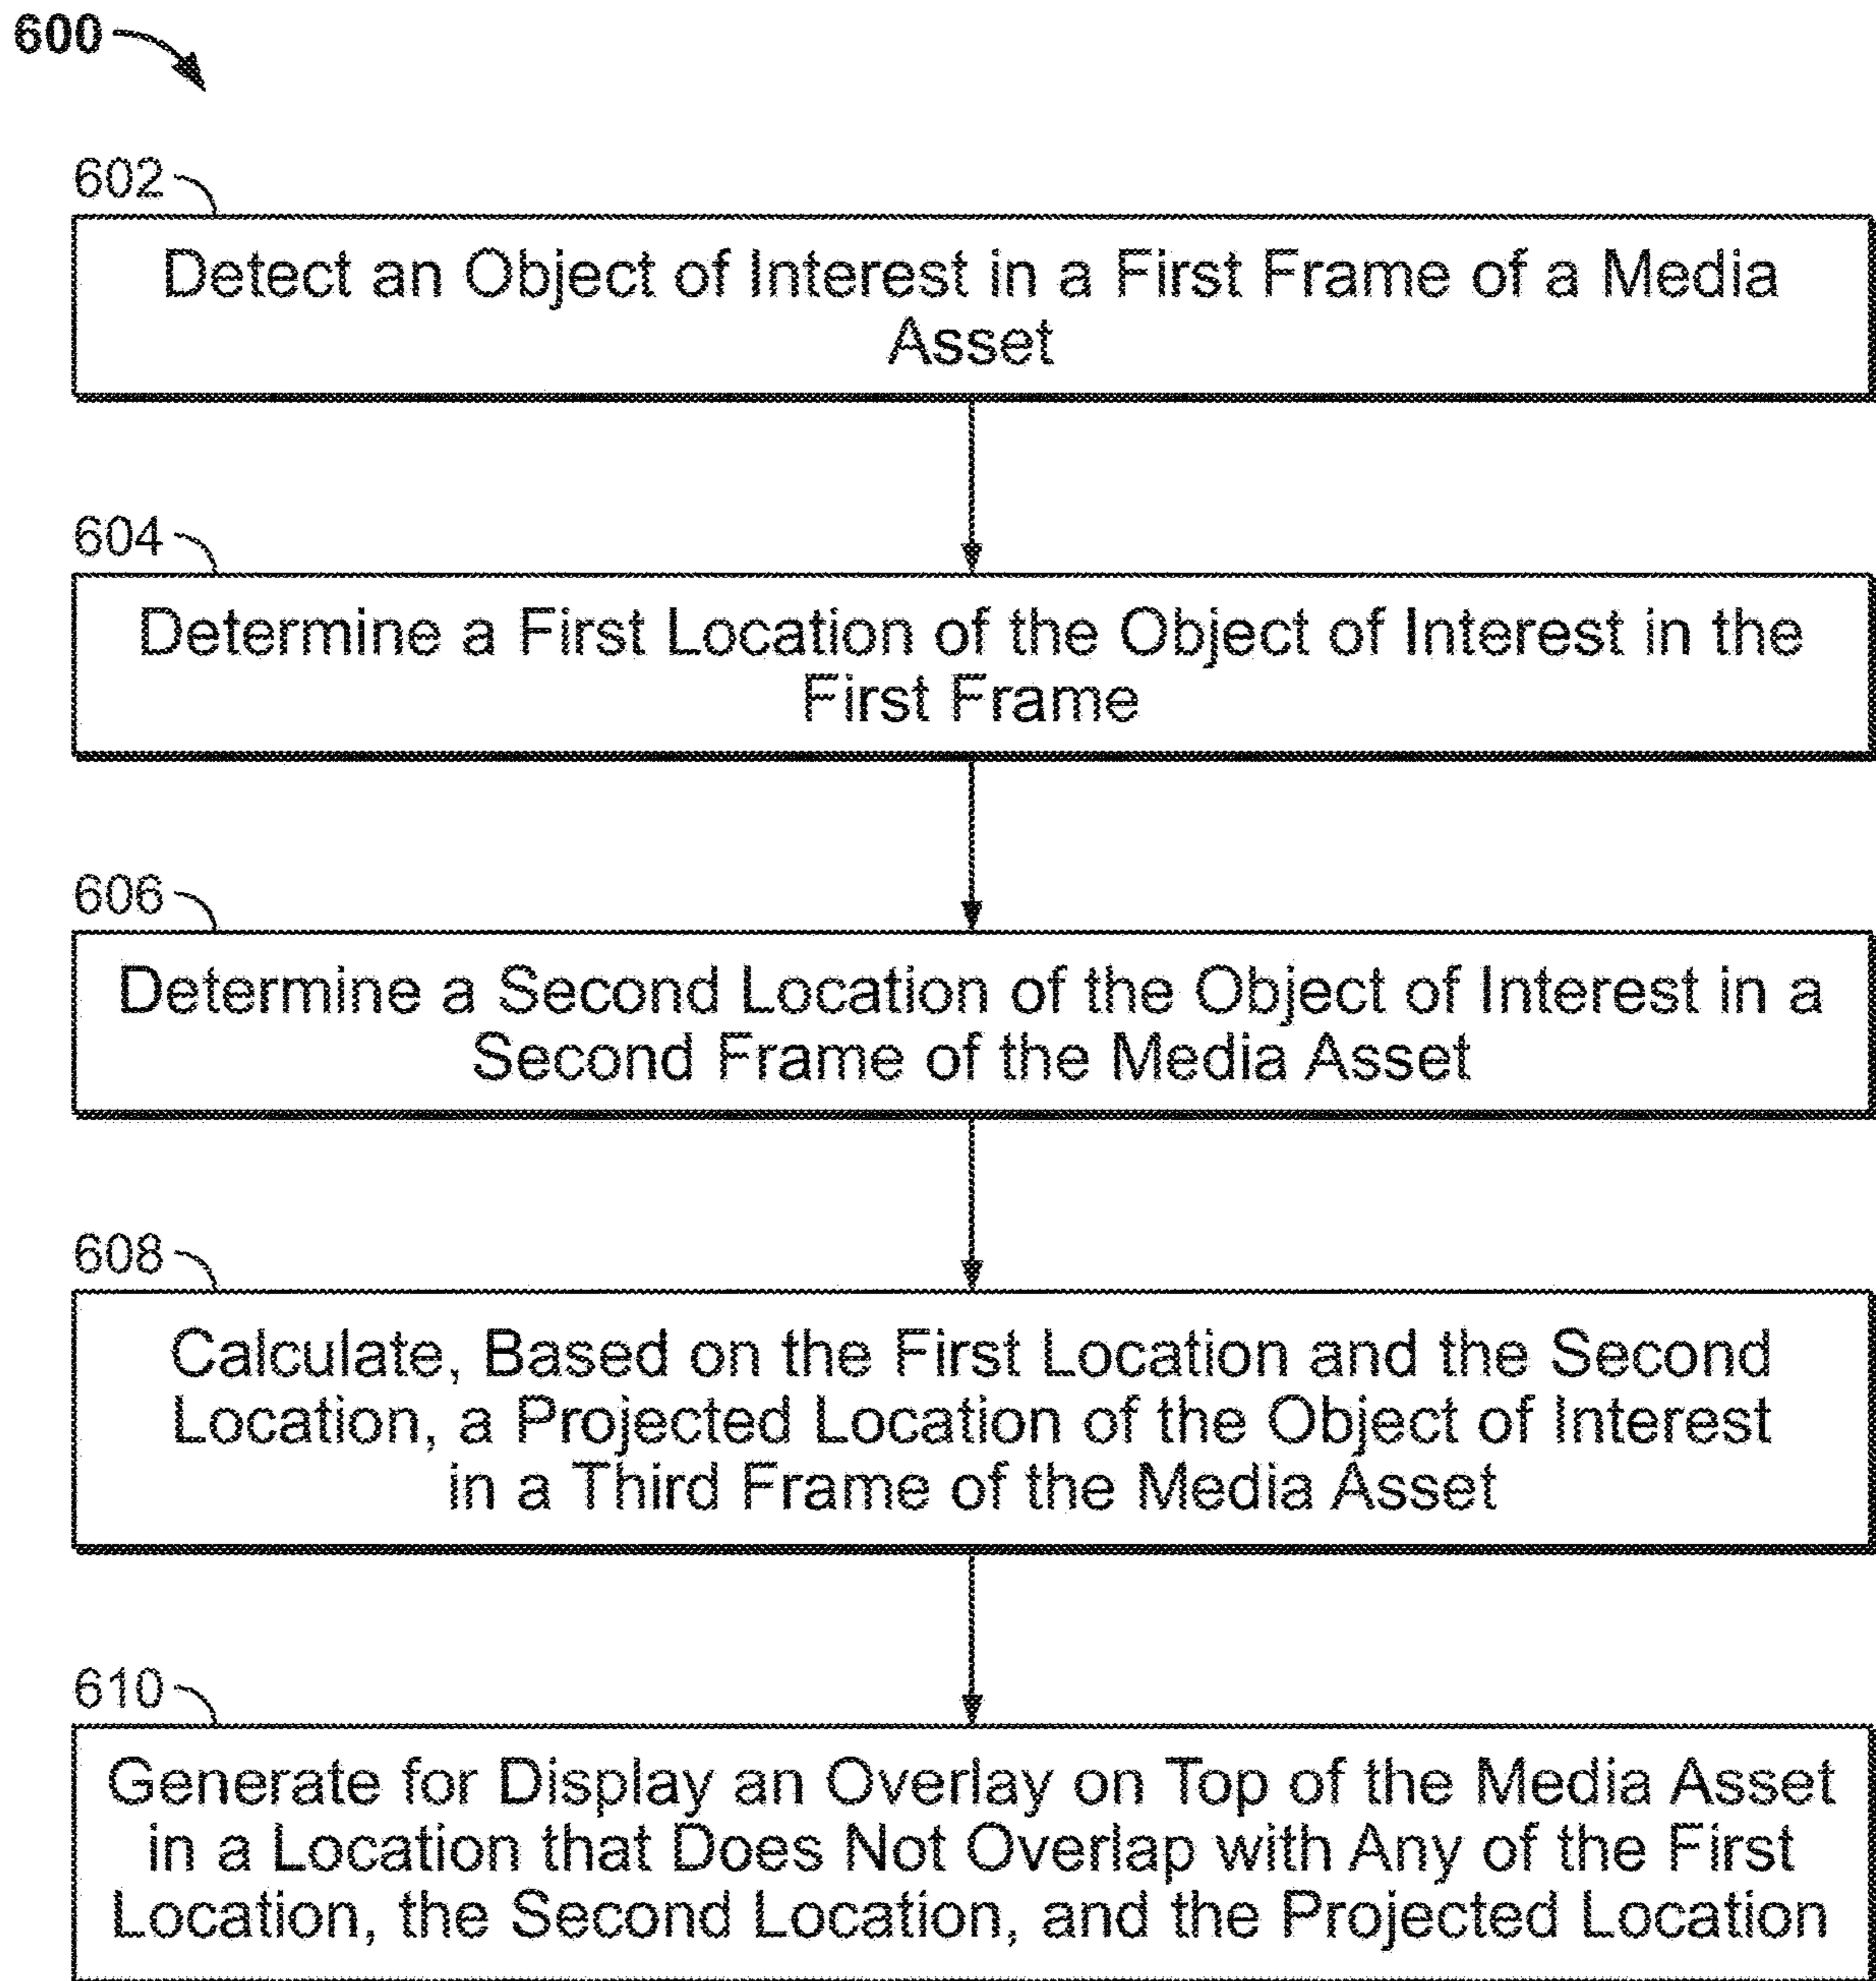 600
602
Detect an Object of Interest in a First Frame of a Media
Asset
604
Determine a First Location of the Object of Interest in the
First Frame
606
Determine a Second Location of the Object of Interest in a
Second Frame of the Media Asset
608
Calculate, Based on the First Location and the Second
Location, a Projected Location of the Object of Interest
in a Third Frame of the Media Asset
610
Generate for Display an Overlay on Top of the Media Asset
in a Location that Does Not Overlap with Any of the First
Location, the Second Location, and the Projected Location